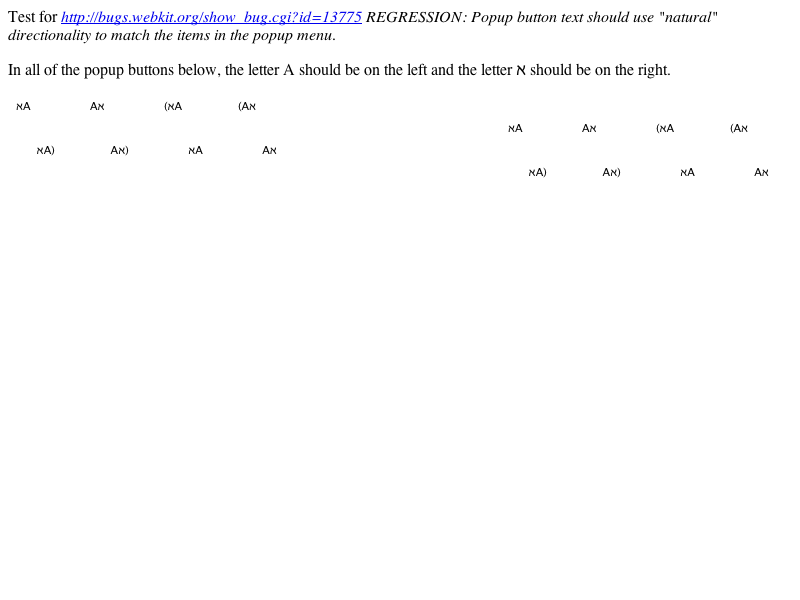 Test for http://bugs.webkit.org/show_bug.cgi?id=13775 REGRESSION: Popup button text should use "natural"
directionality to match the items in the popup menu.
In all of the popup buttons below, the letter A should be on the left and the letter א should be on the right.
אA Aא (אA (Aא
אA Aא (אA (Aא
אA) Aא) אA Aא
אA) Aא) אA Aא